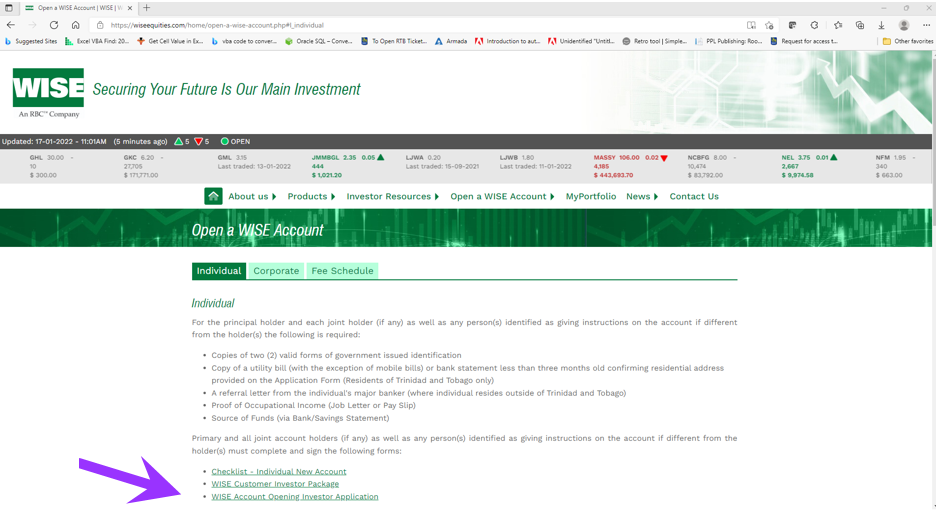 Open a WISE Account | WISE | W
https://wiseequities.com/home/open-a-wise-account.php#l_individual
Suggested Sites
Excel VBA Find: 20...
Get Cell Value in Ex...
vba code to conver...
Oracle SQL – Conve...
To Open RTB Ticket...
Armada
Introduction to aut...
Unidentified "Untitl...
Retro tool | Simple...
PPL Publishing: Roo...
Request for access t...
Other favorites
WISE
An RBC™ Company
Securing Your Future Is Our Main Investment
Updated: 17-01-2022 - 11:01AM (5 minutes ago) 5 5 OPEN
GHL 30.00 -
10
$ 300.00
GKC 6.20 -
27,705
$ 171,771.00
GML 3.15
Last traded: 13-01-2022
JMMBGL 2.35 0.05
444
$ 1,021.20
LJWA 0.20
Last traded: 15-09-2021
LJWB 1.80
Last traded: 11-01-2022
MASSY 106.00 0.02
4,185
$ 443,693.70
NCBFG 8.00 -
10,474
$ 83,792.00
NEL 3.75 0.01
2,667
$ 9,974.58
NFM 1.95 -
340
$ 663.00
About us
Products
Investor Resources
Open a WISE Account
MyPortfolio
News
Contact Us
Open a WISE Account
Individual
Corporate
Fee Schedule
Individual
For the principal holder and each joint holder (if any) as well as any person(s) identified as giving instructions on the account if different
from the holder(s) the following is required:
• Copies of two (2) valid forms of government issued identification
• Copy of a utility bill (with the exception of mobile bills) or bank statement less than three months old confirming residential address
provided on the Application Form (Residents of Trinidad and Tobago only)
• A referral letter from the individual's major banker (where individual resides outside of Trinidad and Tobago)
• Proof of Occupational Income (Job Letter or Pay Slip)
• Source of Funds (via Bank/Savings Statement)
Primary and all joint account holders (if any) as well as any person(s) identified as giving instructions on the account if different from the
holder(s) must complete and sign the following forms:
• Checklist - Individual New Account
• WISE Customer Investor Package
• WISE Account Opening Investor Application